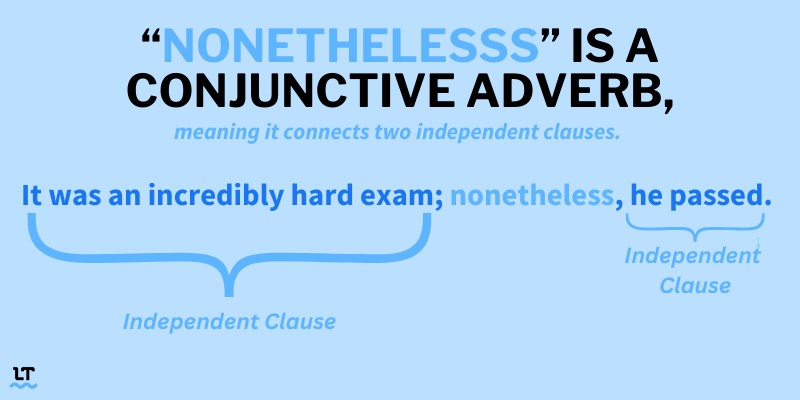 “NONETHELESSS” IS A
CONJUNCTIVE ADVERB,
meaning it connects two independent clauses.
It was an incredibly hard exam; nonetheless, he passed.
Independent
Clause
Independent Clause
LT